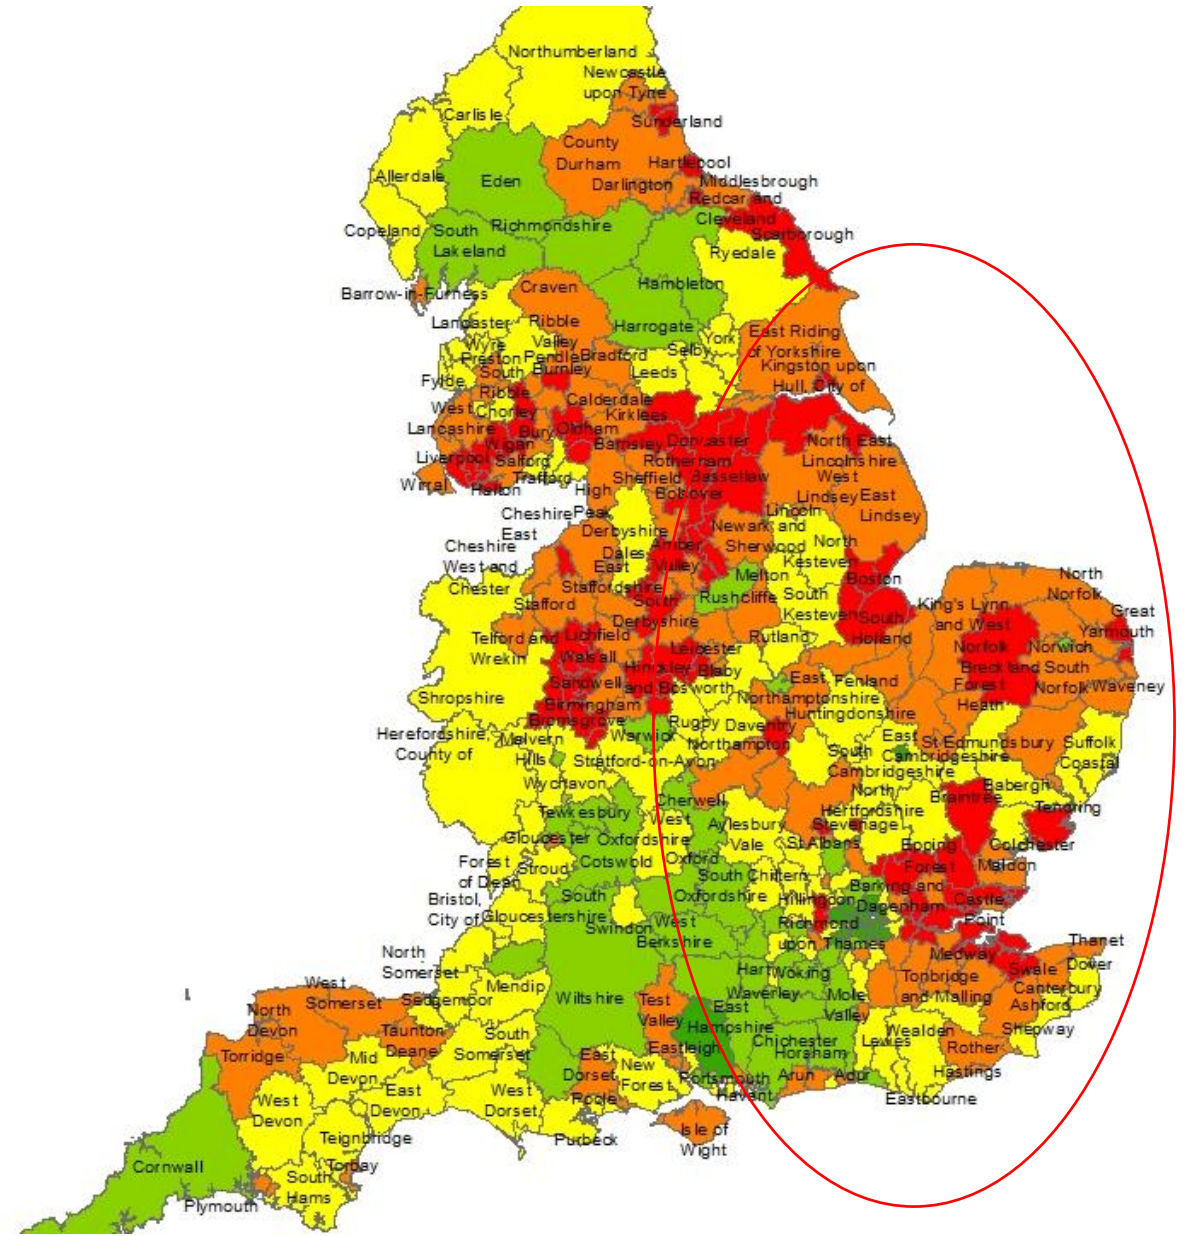 Northumberland
Newcastle
upon Tyne
Carlisle
Sunderland
County
Durham
Hartlepool
Allerdale
Eden
Darlington
Middlesbrough
Redcar and
Cleveland
Copeland
South
Lakeland
Richmondshire
Scarborough
Ryedale
Barrow-in-Furness
Craven
Hambleton
Lancaster
Ribble
Valley
Harrogate
York
East Riding
of Yorkshire
Wyre
Preston
Pendle
Bradford
Selby
Kingston upon
Hull, City of
Fylde
South
Ribble
Burnley
Leeds
West
Lancashire
Chorley
Calderdale
Kirklees
Bury
Oldham
Barnsley
Doncaster
North East
Lincolnshire
Wigan
Liverpool
Salford
Rotherham
Wirral
Halton
Trafford
High
Peak
Sheffield
Bassetlaw
West
Lindsey
East
Lindsey
Bolsover
Cheshire
East
Lincoln
Derbyshire
Dales
Newark and
Sherwood
North
Kesteven
Cheshire
West and
Chester
Amber
Valley
East
Staffordshire
Melton
Boston
Stafford
South
Derbyshire
Rushcliffe
South
Kesteven
South
Holland
King's Lynn
and West
Norfolk
North
Norfolk
Great
Yarmouth
Telford and
Wrekin
Lichfield
Rutland
Walsall
Leicester
Hinckley
and Bosworth
Blaby
Norwich
Breckland
South
Norfolk
Sandwell
East
Northamptonshire
Fenland
Forest
Heath
Waveney
Shropshire
Birmingham
Huntingdonshire
Bromsgrove
Rugby
Daventry
Herefordshire,
County of
Malvern
Hills
Warwick
Northampton
East
Cambridgeshire
St Edmundsbury
Suffolk
Coastal
Stratford-on-Avon
South
Cambridgeshire
Wychavon
North
Hertfordshire
Babergh
Cherwell
Braintree
Tendring
Tewkesbury
West
Oxfordshire
Aylesbury
Vale
Stevenage
Gloucester
St Albans
Epping
Forest
Colchester
Forest
of Dean
Stroud
Cotswold
Oxford
Maldon
South
Oxfordshire
Chiltern
Barking and
Dagenham
Bristol,
City of
South
Gloucestershire
Hillingdon
Castle
Point
Swindon
West
Berkshire
Richmond
upon Thames
North
Somerset
Medway
Thanet
Hart
Woking
Swale
Dover
West
Somerset
Sedgemoor
Mendip
Wiltshire
Test
Valley
Waverley
Mole
Valley
Tonbridge
and Malling
Canterbury
Ashford
North
Devon
East
Hampshire
Shepway
Taunton
Deane
South
Somerset
Eastleigh
Chichester
Horsham
Lewes
Wealden
Rother
Torridge
Mid
Devon
East
Dorset
New
Forest
Portsmouth
Arun
Adur
Hastings
West
Devon
East
Devon
West
Dorset
Poole
Havant
Eastbourne
Teignbridge
Purbeck
Isle of
Wight
Cornwall
Torbay
South
Hams
Plymouth